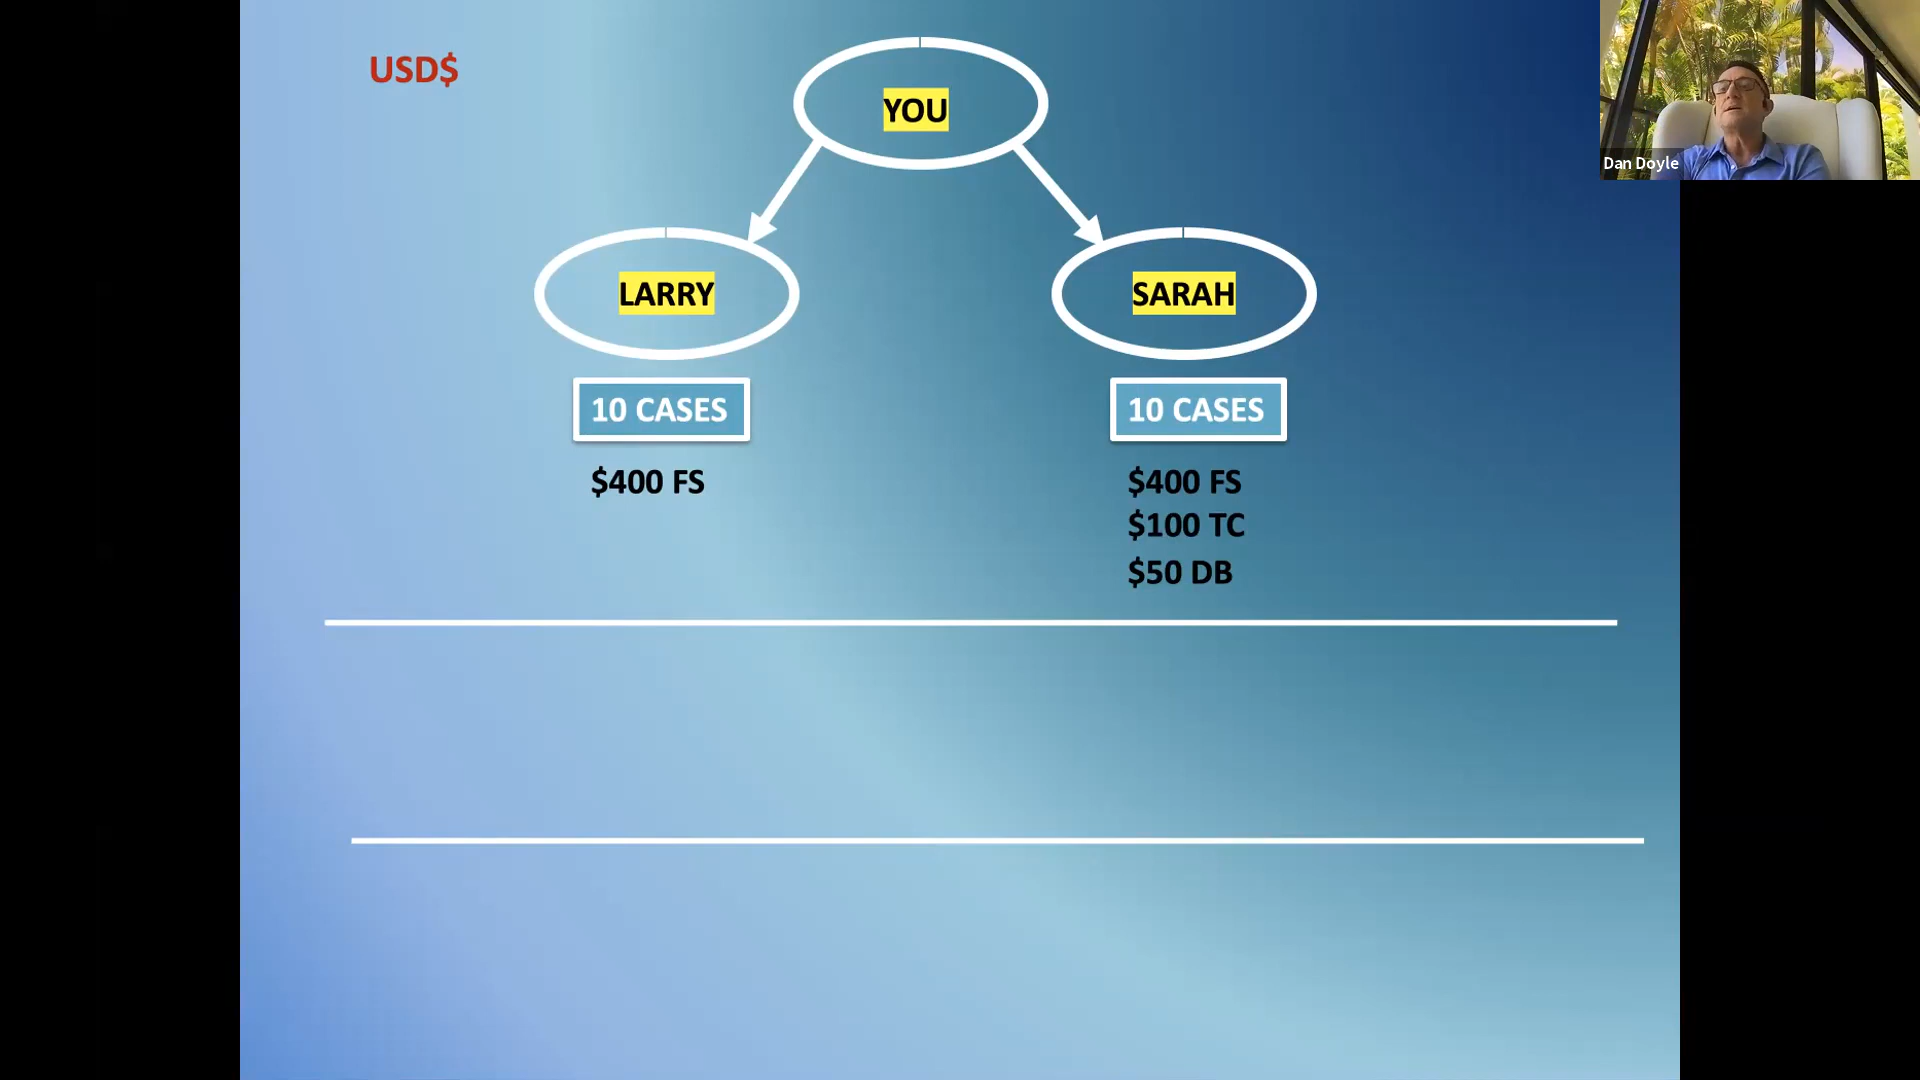 USD$
YOU
Dan Doyle
LARRY
SARAH
10 CASES
10 CASES
$400 FS
$400 FS
$100 TC
$50 DB